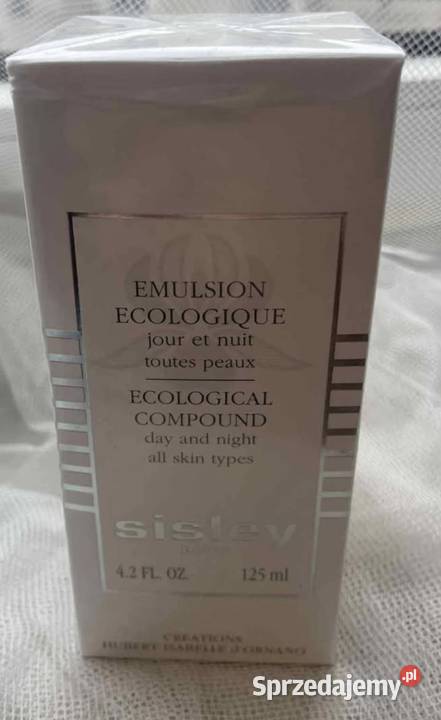 EMULSION
ECOLOGIQUE
jour et nuit
toutes peaux
ECOLOGICAL
COMPOUND
day and night
all skin types
sisley
PARIS
4.2 FL. OZ. 125 ml
CREATIONS
HUBERT ISABELLE d'ORNANO
Sprzedajemy.pl